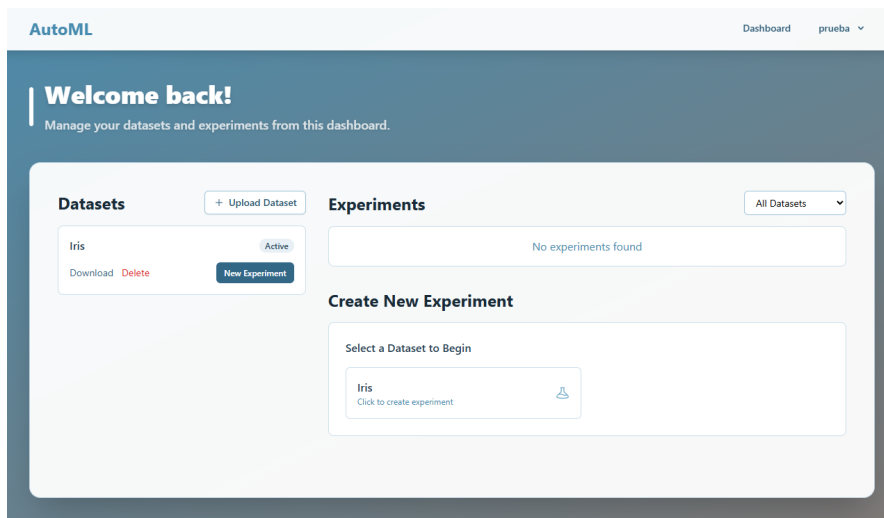 AutoML
Dashboard
prueba
Welcome back!
Manage your datasets and experiments from this dashboard.
Datasets
+ Upload Dataset
Iris
Active
Download Delete
New Experiment
Experiments
All Datasets
No experiments found
Create New Experiment
Select a Dataset to Begin
Iris
Click to create experiment